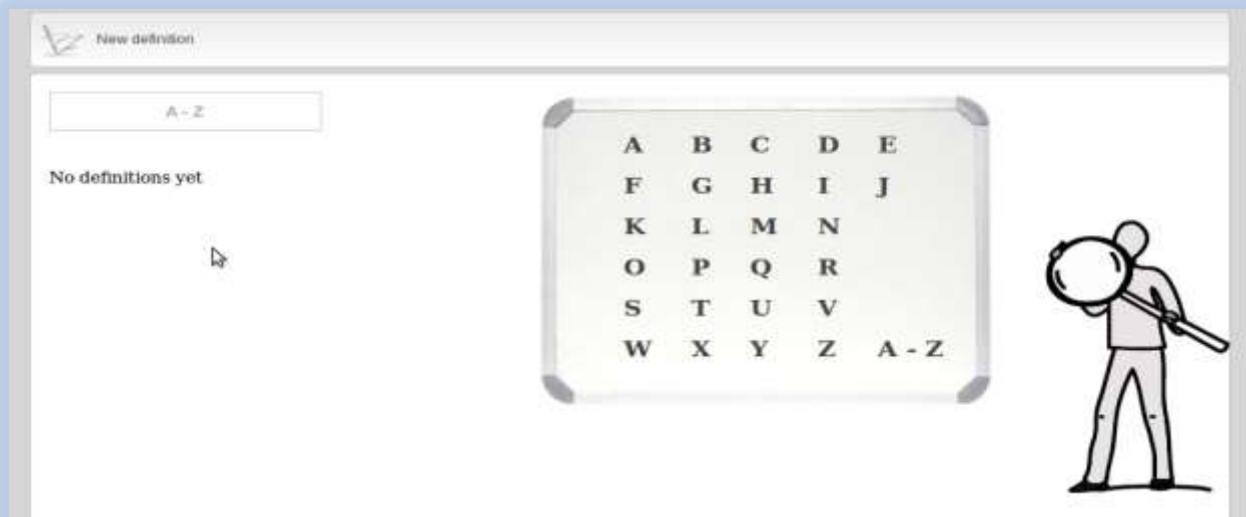 New definition
A - Z
No definitions yet
A B C D E
F G H I J
K L M N
O P Q R
S T U V
W X Y Z A - Z